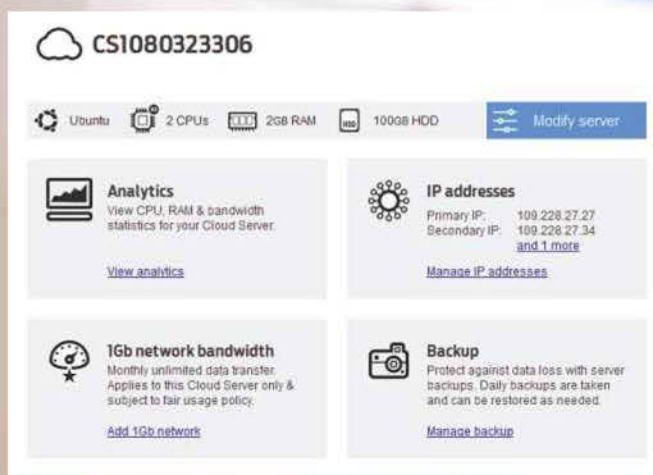 CS1080323306
Ubuntu 2 CPUs 2GB RAM HDD 100GB HDD Modify server
Analytics
View CPU, RAM & bandwidth
statistics for your Cloud Server.
View analytics
IP addresses
Primary IP: 109.228.27.27
Secondary IP: 109.228.27.34
and 1 more
Manage IP addresses
1Gb network bandwidth
Monthly unlimited data transfer.
Applies to this Cloud Server only &
subject to fair usage policy.
Add 1Gb network
Backup
Protect against data loss with server
backups. Daily backups are taken
and can be restored as needed.
Manage backup